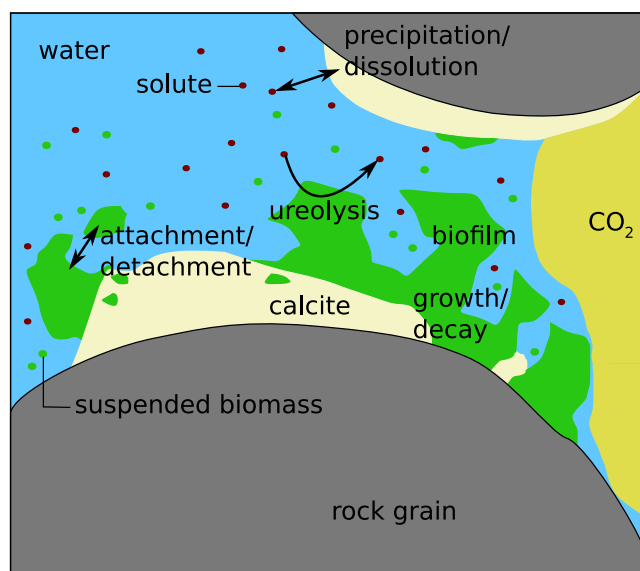 water
precipitation/
dissolution
solute
ureolysis
CO₂
attachment/
detachment
biofilm
calcite
growth/
decay
suspended biomass
rock grain